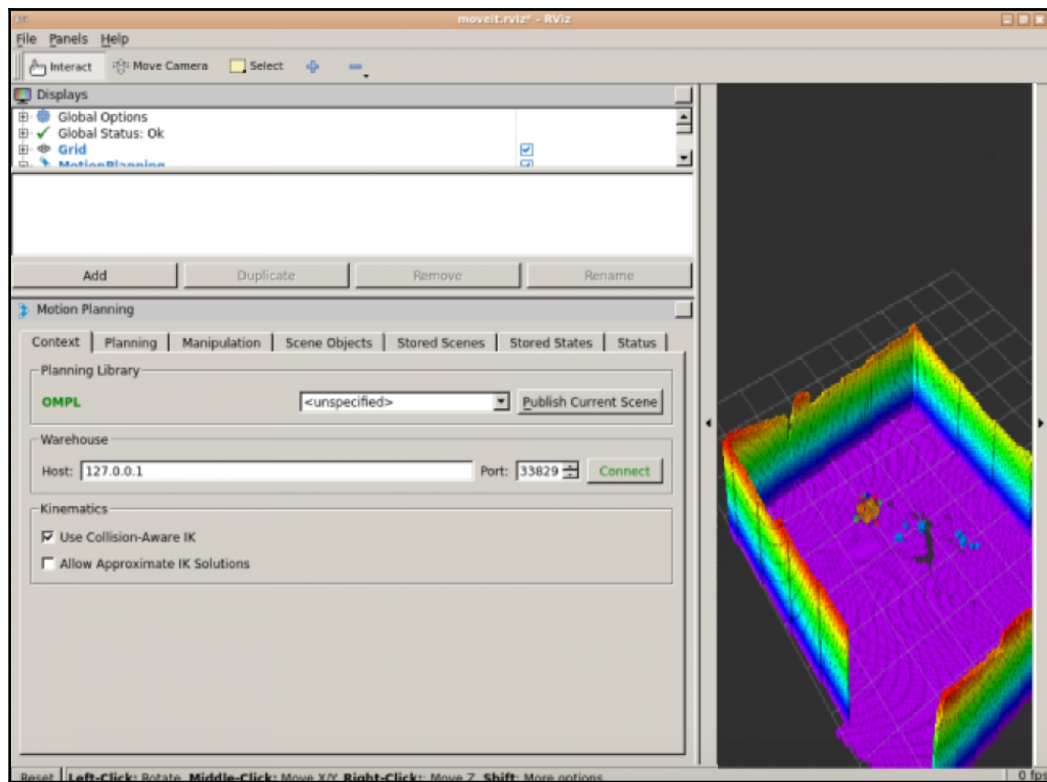 moveit.rviz* - RViz
File Panels Help
Interact Move Camera Select
Displays
Global Options
Global Status: Ok
Grid
MotionPlanning
Add Duplicate Remove Rename
Motion Planning
Context Planning Manipulation Scene Objects Stored Scenes Stored States Status
Planning Library
OMPL <unspecified> Publish Current Scene
Warehouse
Host: 127.0.0.1 Port: 33829 Connect
Kinematics
Use Collision-Aware IK
Allow Approximate IK Solutions
Reset Left-Click: Rotate. Middle-Click: Move X/Y. Right-Click:: Move Z. Shift: More options. 0 fps